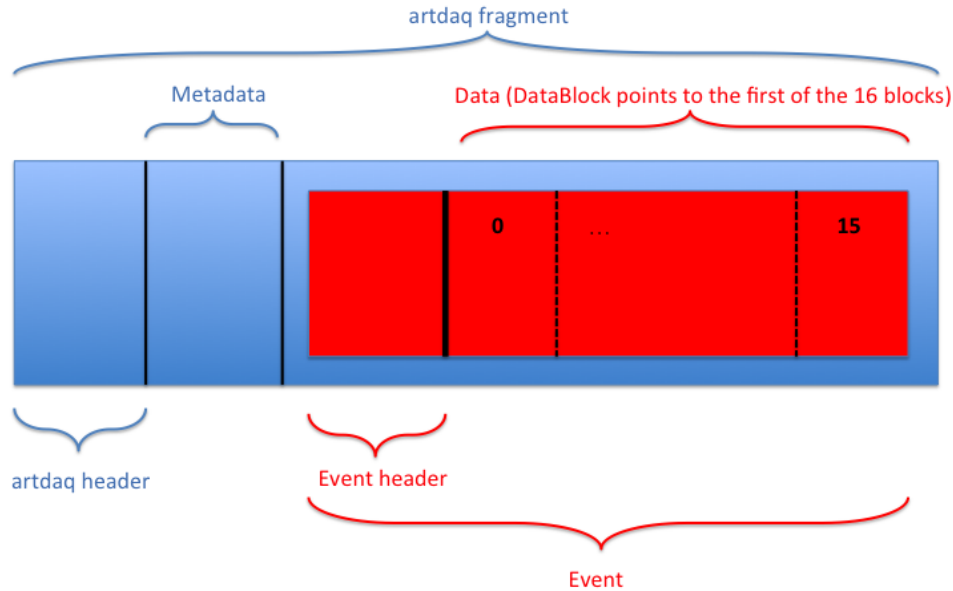 artdaq fragment
Metadata
Data (DataBlock points to the first of the 16 blocks)
0
...
15
artdaq header
Event header
Event